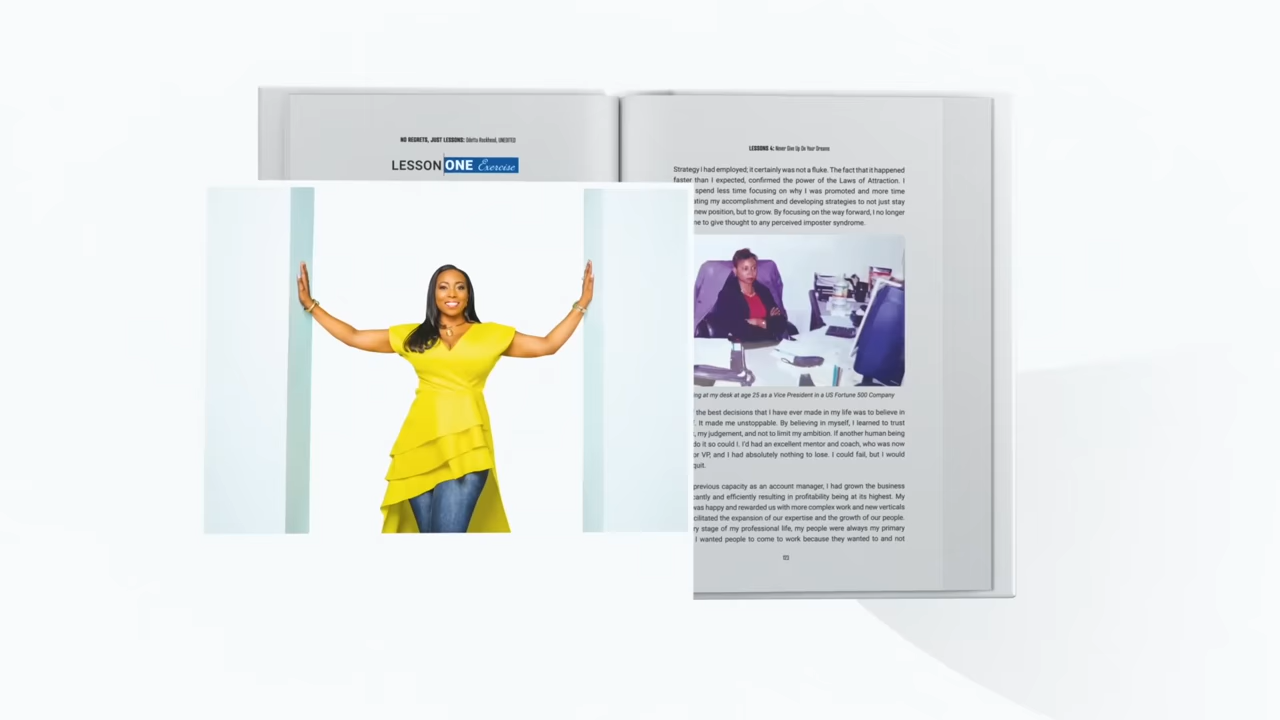 NO REGRETS, JUST LESSONS: Odetta Rockhead, UNEDITED
LESSON ONE Exercise
LESSONS 4: Never Give Up On Your Dreams
Strategy I had employed; it certainly was not a fluke. The fact that it happened
faster than I expected, confirmed the power of the Laws of Attraction. I
spend less time focusing on why I was promoted and more time
ating my accomplishment and developing strategies to not just stay
new position, but to grow. By focusing on the way forward, I no longer
me to give thought to any perceived imposter syndrome.
ng at my desk at age 25 as a Vice President in a US Fortune 500 Company
the best decisions that I have ever made in my life was to believe in
. It made me unstoppable. By believing in myself, I learned to trust
, my judgement, and not to limit my ambition. If another human being
do it so could I. I'd had an excellent mentor and coach, who was now
or VP, and I had absolutely nothing to lose. I could fail, but I would
quit.
previous capacity as an account manager, I had grown the business
cantly and efficiently resulting in profitability being at its highest. My
was happy and rewarded us with more complex work and new verticals
cilitated the expansion of our expertise and the growth of our people.
ry stage of my professional life, my people were always my primary
I wanted people to come to work because they wanted to and not